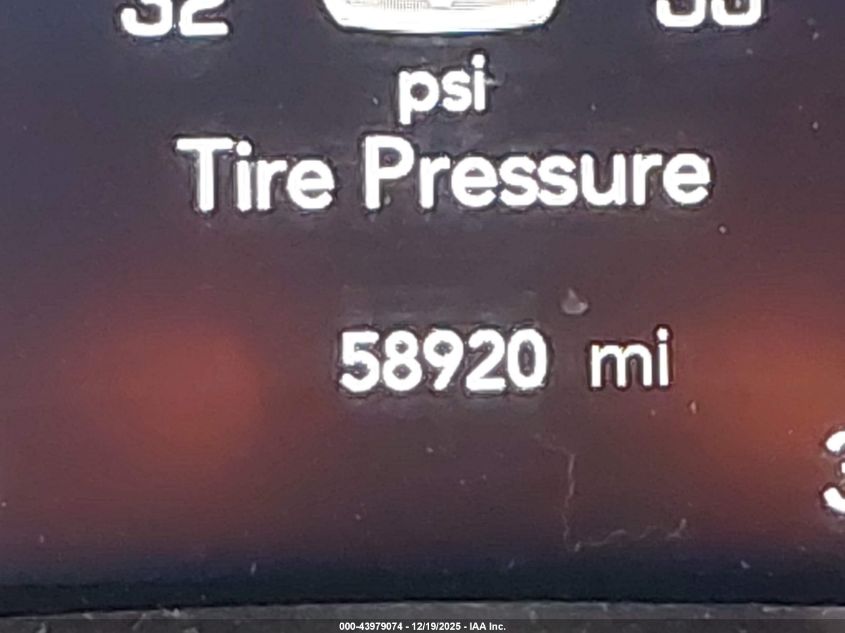 32
psi
Tire Pressure
58920 mi
000-43979074 - 12/19/2025 - IAA Inc.